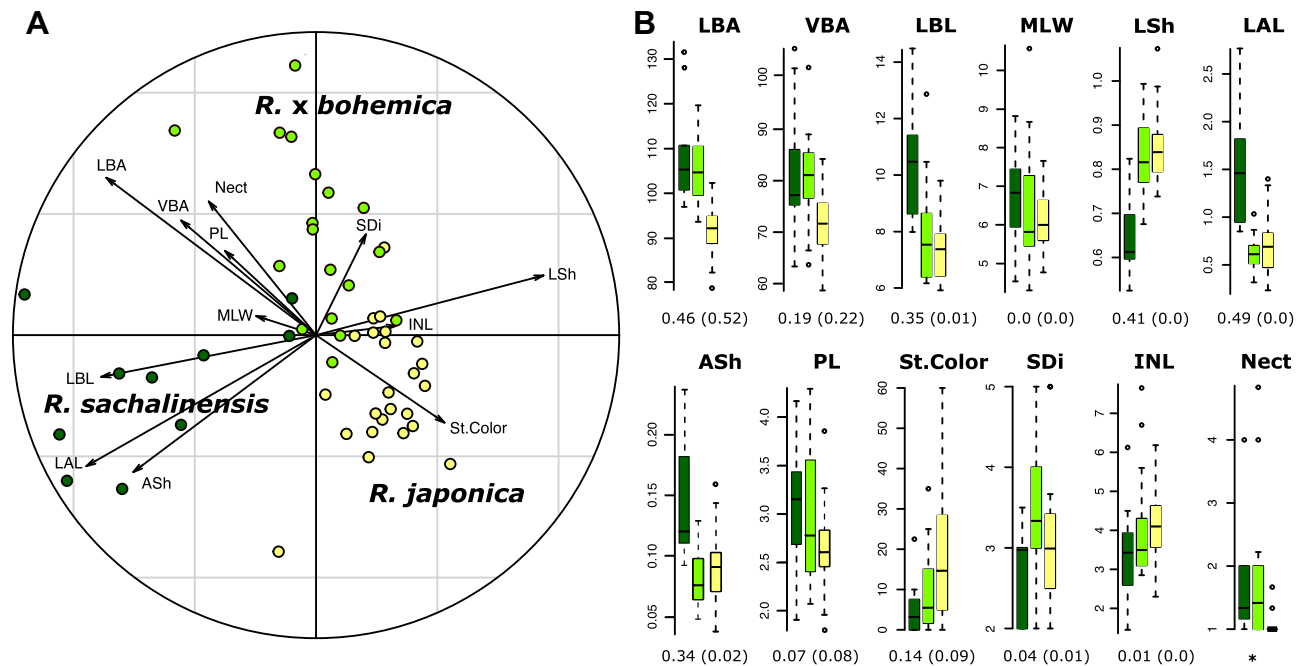 A
R. x bohemica
LBA
Nect
VBA
PL
SDi
LSh
MLW
INL
LBL
R. sachalinensis
St.Color
LAL
ASh
R. japonica
B
LBA VBA LBL MLW LSh LAL
130
120
110
100
90
80
100
90
80
70
60
14
12
10
8
6
10
9
8
7
6
5
1.0
0.9
0.8
0.7
0.6
2.5
2.0
1.5
1.0
0.5
0.46 (0.52) 0.19 (0.22) 0.35 (0.01) 0.0 (0.0) 0.41 (0.0) 0.49 (0.0)
ASh PL St.Color SDi INL Nect
0.20
0.15
0.10
0.05
4.0
3.5
3.0
2.5
2.0
60
50
40
30
20
10
0
5
4
3
2
7
6
5
4
3
2
4
3
2
1
0.34 (0.02) 0.07 (0.08) 0.14 (0.09) 0.04 (0.01) 0.01 (0.0) *